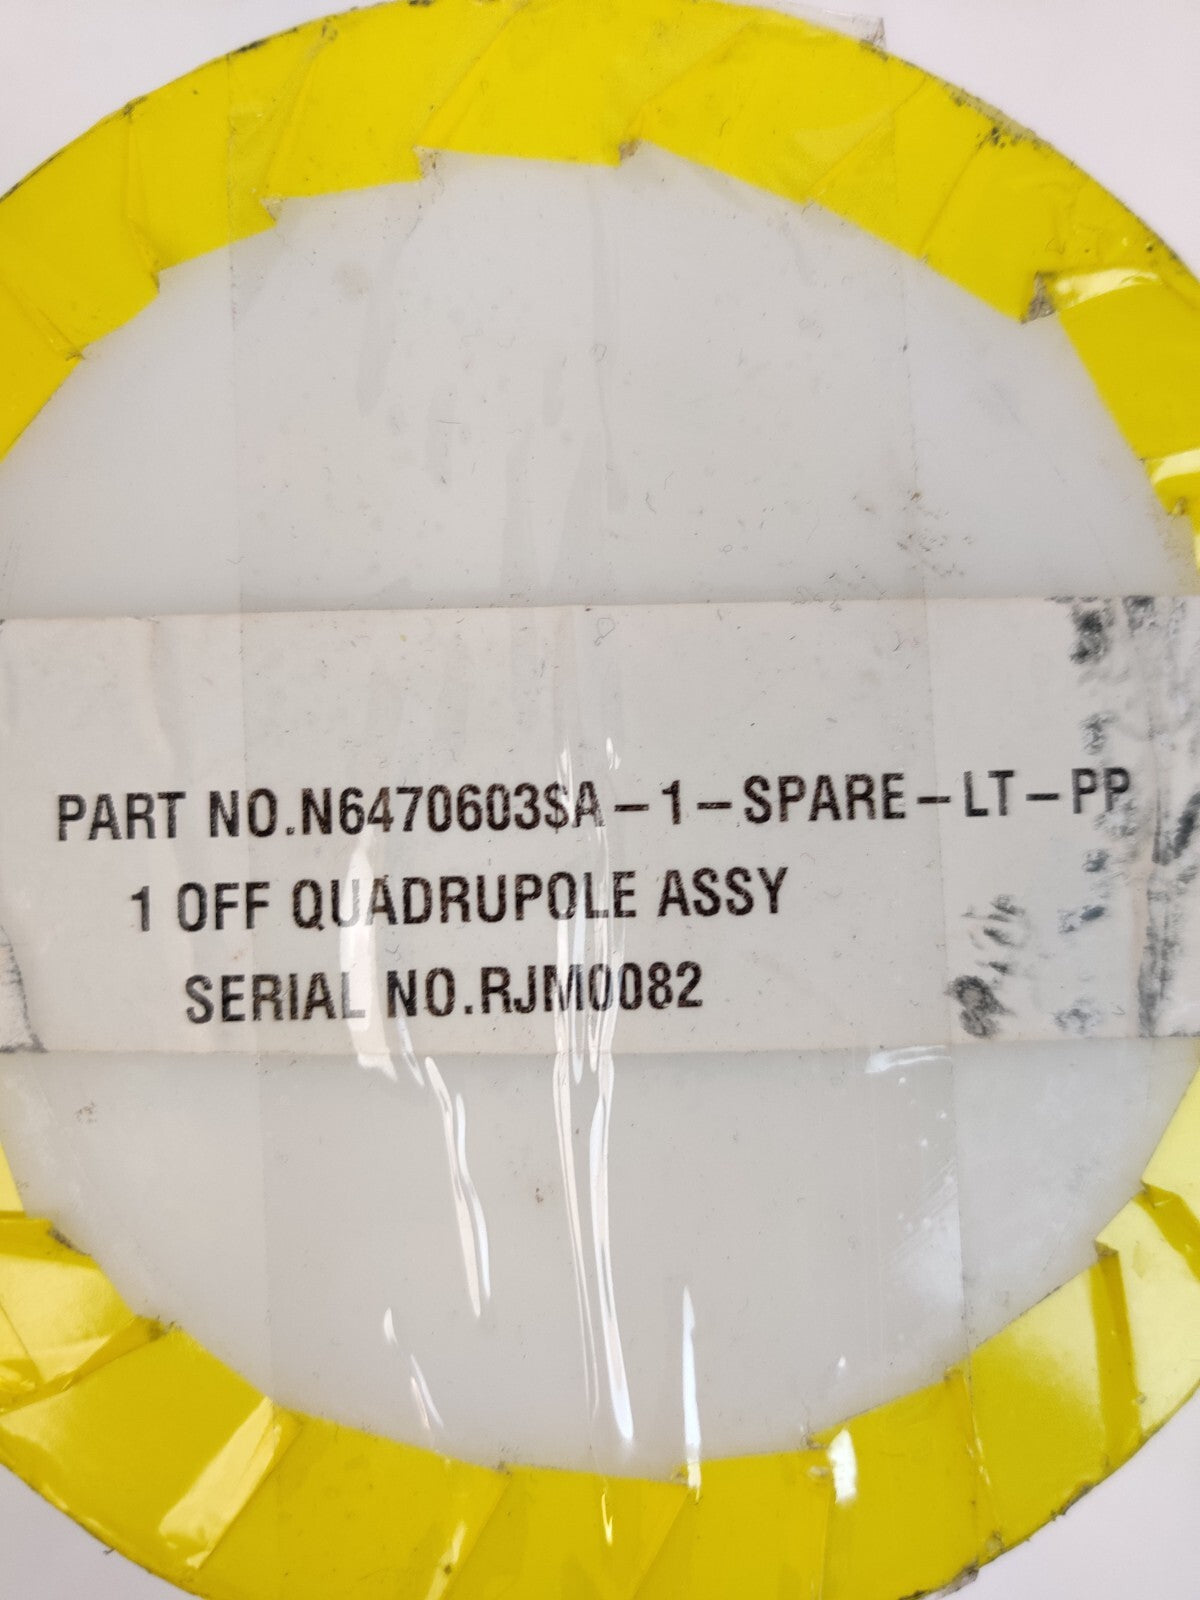 PART NO.N6470603SA-1-SPARE-LT-PP
1 OFF QUADRUPOLE ASSY
SERIAL NO.RJM0082